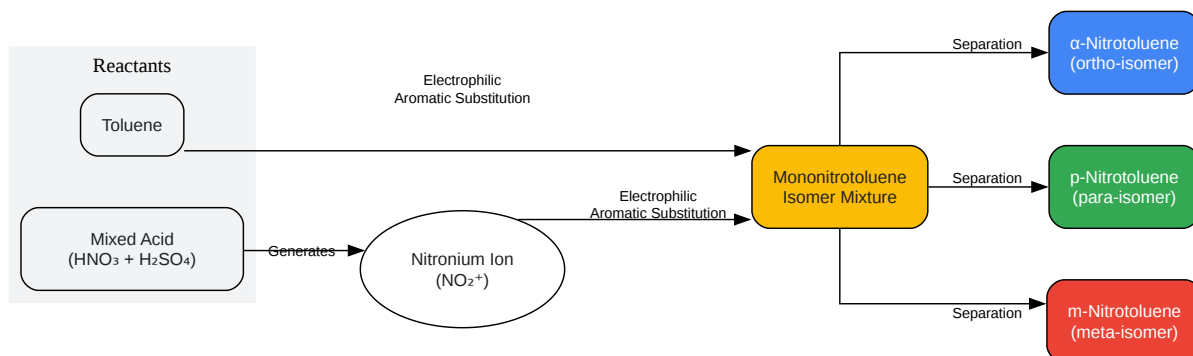 Reactants
Toluene
Mixed Acid
(HNO₃ + H₂SO₄)
Generates
Nitronium Ion
(NO₂⁺)
Electrophilic
Aromatic Substitution
Electrophilic
Aromatic Substitution
Mononitrotoluene
Isomer Mixture
Separation
α-Nitrotoluene
(ortho-isomer)
Separation
p-Nitrotoluene
(para-isomer)
Separation
m-Nitrotoluene
(meta-isomer)